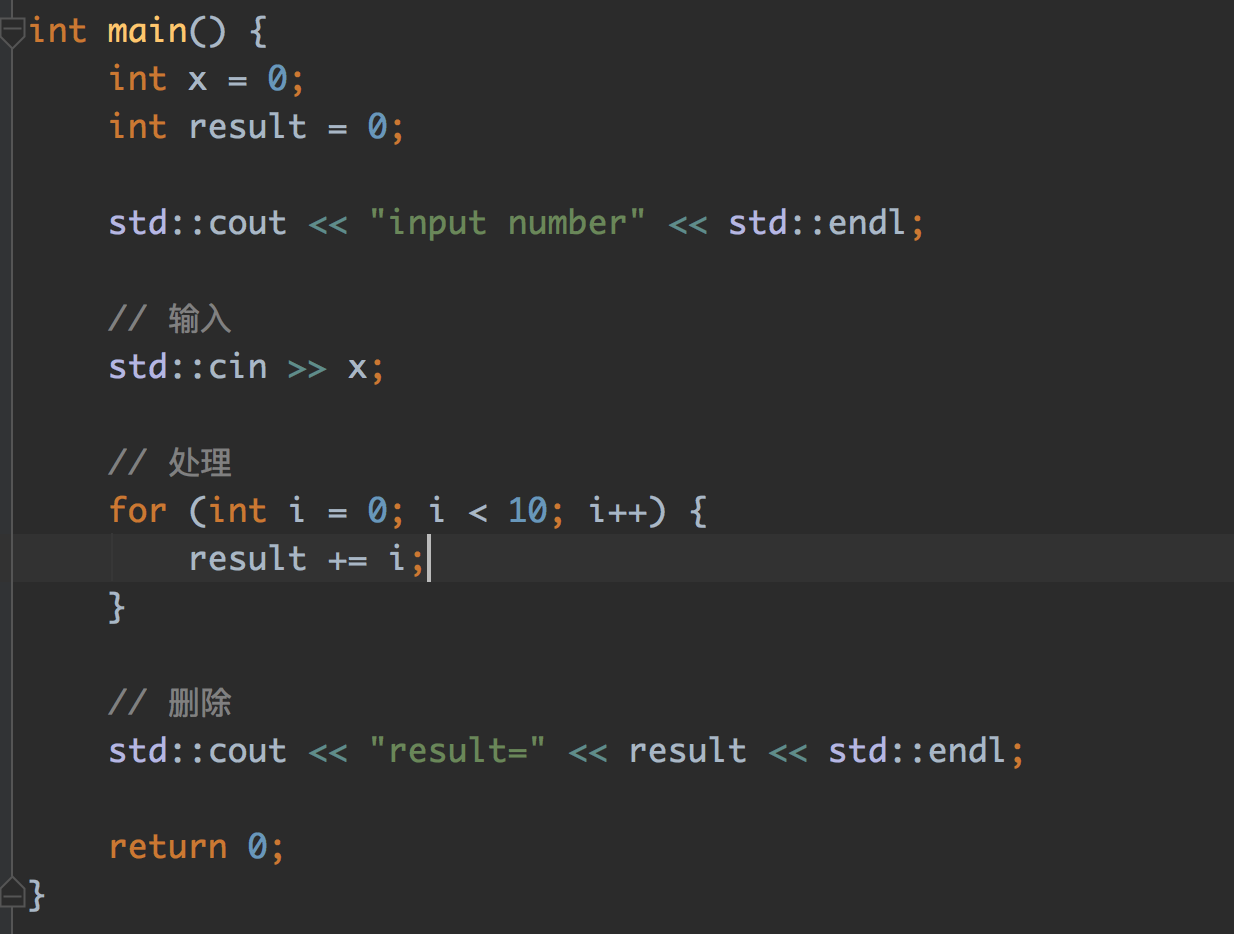 int main() {
    int x = 0;
    int result = 0;

    std::cout << "input number" << std::endl;

    // 输入
    std::cin >> x;

    // 处理
    for (int i = 0; i < 10; i++) {
        result += i;
    }

    // 删除
    std::cout << "result=" << result << std::endl;

    return 0;
}